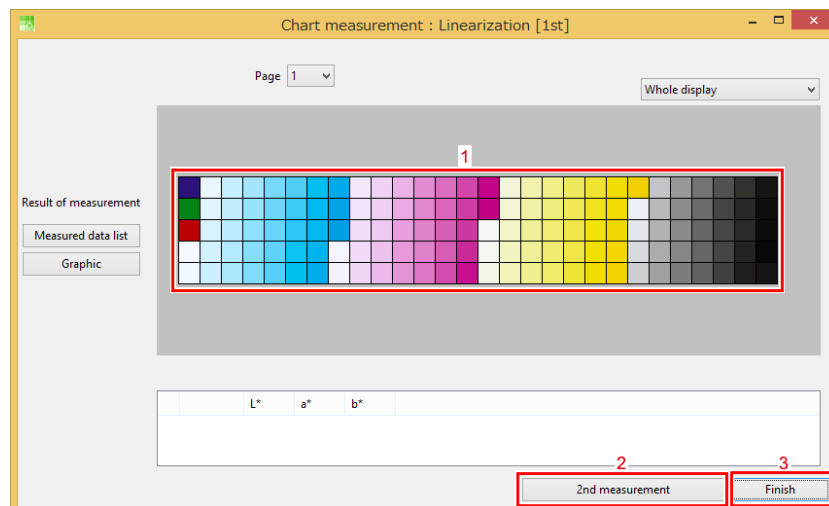 Chart measurement : Linearization [1st]
Page 1
Whole display
1
Result of measurement
Measured data list
Graphic
L* a* b*
2 3
2nd measurement Finish